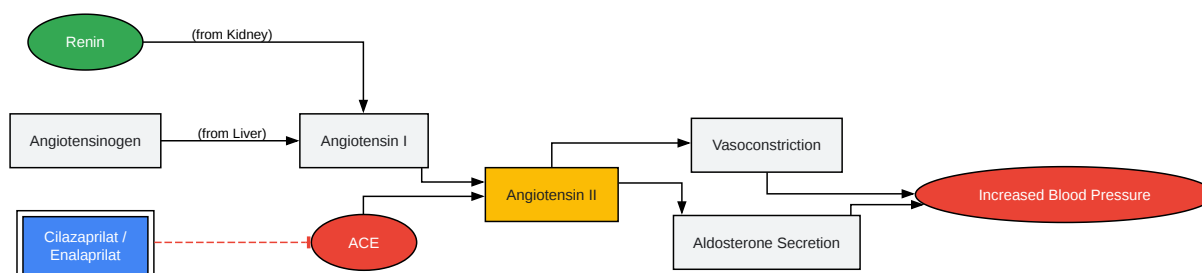 Renin
(from Kidney)
Angiotensinogen
(from Liver)
Angiotensin I
Vasoconstriction
Angiotensin II
Increased Blood Pressure
Cilazaprilat /
Enalaprilat
ACE
Aldosterone Secretion